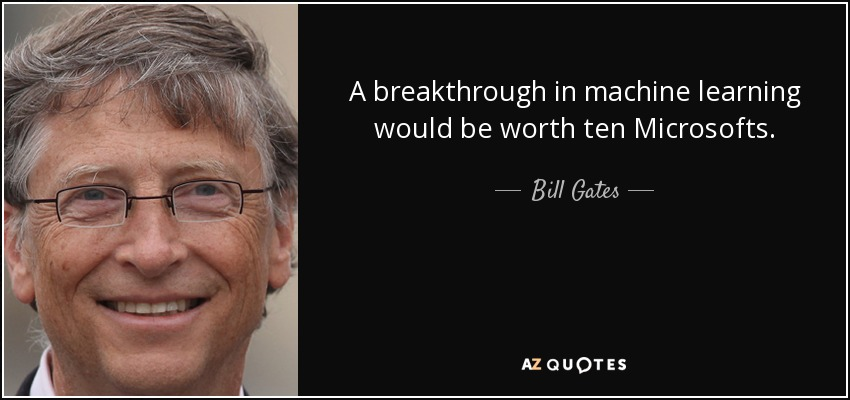 A breakthrough in machine learning
would be worth ten Microsofts.
Bill Gates
AZ QUOTES